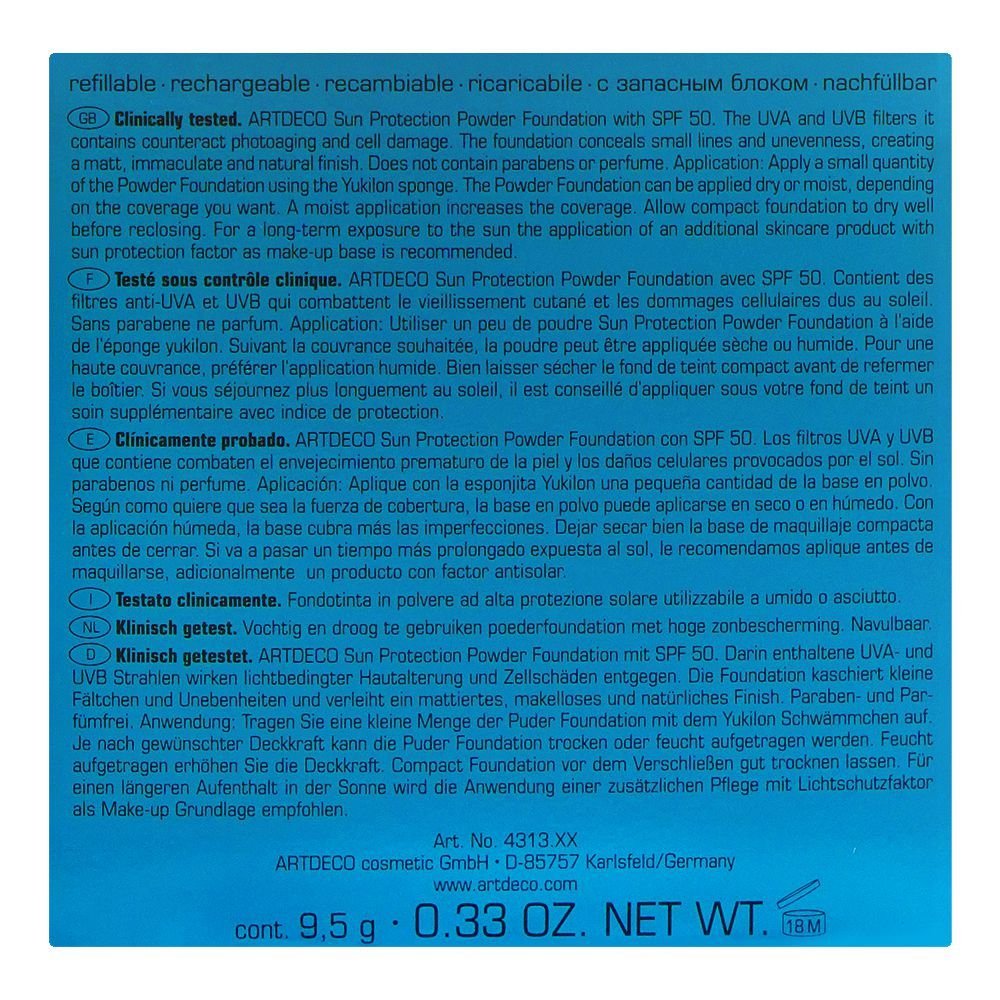 refillable · rechargeable · recambiable · ricaricabile · с запасным блоком · nachfüllbar
GB Clinically tested. ARTDECO Sun Protection Powder Foundation with SPF 50. The UVA and UVB filters it
contains counteract photoaging and cell damage. The foundation conceals small lines and unevenness, creating
a matt, immaculate and natural finish. Does not contain parabens or perfume. Application: Apply a small quantity
of the Powder Foundation using the Yukilon sponge. The Powder Foundation can be applied dry or moist, depending
on the coverage you want. A moist application increases the coverage. Allow compact foundation to dry well
before reclosing. For a long-term exposure to the sun the application of an additional skincare product with
sun protection factor as make-up base is recommended.
F Testé sous contrôle clinique. ARTDECO Sun Protection Powder Foundation avec SPF 50. Contient des
filtres anti-UVA et UVB qui combattent le vieillissement cutané et les dommages cellulaires dus au soleil.
Sans parabene ne parfum. Application: Utiliser un peu de poudre Sun Protection Powder Foundation à l'aide
de l'éponge yukilon. Suivant la couvrance souhaitée, la poudre peut être appliquée sèche ou humide. Pour une
haute couvrance, préférer l'application humide. Bien laisser sécher le fond de teint compact avant de refermer
le boîtier. Si vous séjournez plus longuement au soleil, il est conseillé d'appliquer sous votre fond de teint un
soin supplémentaire avec indice de protection.
E Clínicamente probado. ARTDECO Sun Protection Powder Foundation con SPF 50. Los filtros UVA y UVB
que contiene combaten el envejecimiento prematuro de la piel y los daños celulares provocados por el sol. Sin
parabenos ni perfume. Aplicación: Aplique con la esponjita Yukilon una pequeña cantidad de la base en polvo.
Según como quiere que sea la fuerza de cobertura, la base en polvo puede aplicarse en seco o en húmedo. Con
la aplicación húmeda, la base cubra más las imperfecciones. Dejar secar bien la base de maquillaje compacta
antes de cerrar. Si va a pasar un tiempo más prolongado expuesta al sol, le recomendamos aplique antes de
maquillarse, adicionalmente un producto con factor antisolar.
I Testato clinicamente. Fondotinta in polvere ad alta protezione solare utilizzabile a umido o asciutto.
NL Klinisch getest. Vochtig en droog te gebruiken poederfoundation met hoge zonbescherming. Navulbaar.
D Klinisch getestet. ARTDECO Sun Protection Powder Foundation mit SPF 50. Darin enthaltene UVA- und
UVB Strahlen wirken lichtbedingter Hautalterung und Zellschäden entgegen. Die Foundation kaschiert kleine
Fältchen und Unebenheiten und verleiht ein mattiertes, makelloses und natürliches Finish. Paraben- und Par-
fümfrei. Anwendung: Tragen Sie eine kleine Menge der Puder Foundation mit dem Yukilon Schwämmchen auf.
Je nach gewünschter Deckkraft kann die Puder Foundation trocken oder feucht aufgetragen werden. Feucht
aufgetragen erhöhen Sie die Deckkraft. Compact Foundation vor dem Verschließen gut trocknen lassen. Für
einen längeren Aufenthalt in der Sonne wird die Anwendung einer zusätzlichen Pflege mit Lichtschutzfaktor
als Make-up Grundlage empfohlen.
Art. No. 4313.XX
ARTDECO cosmetic GmbH · D-85757 Karlsfeld/Germany
www.artdeco.com
cont. 9,5 g · 0.33 OZ. NET WT. 18M